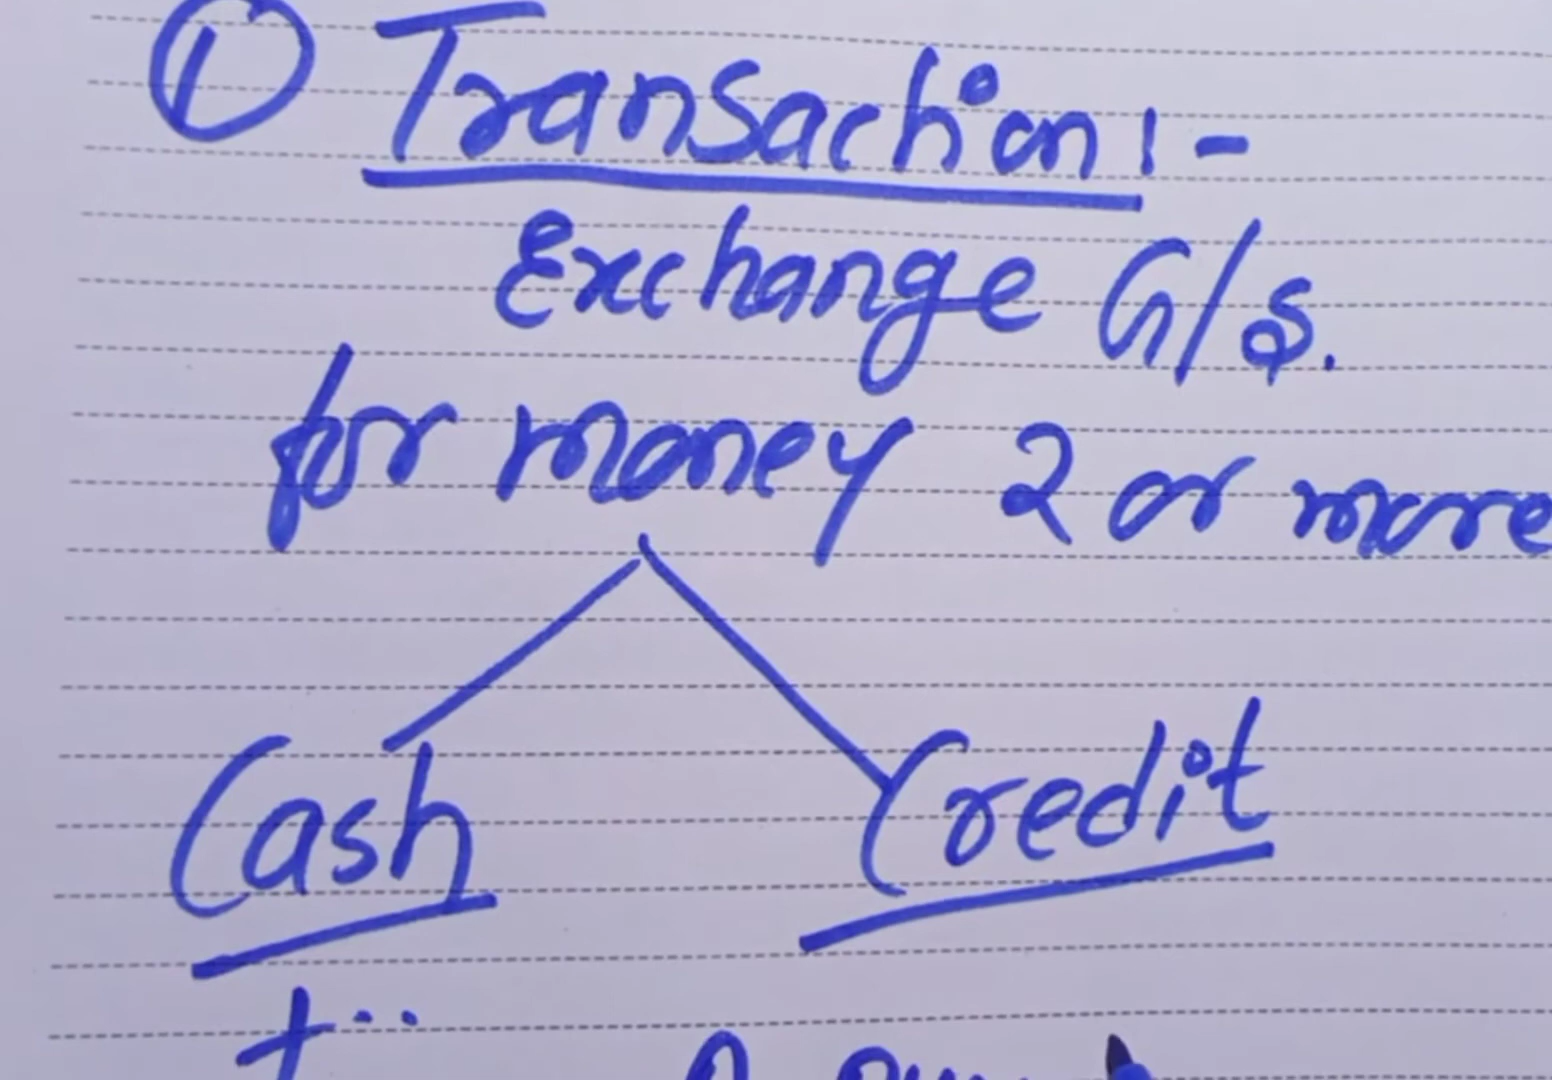 ① Transaction :-
Exchange G/S.
for money 2 or more
Cash Credit